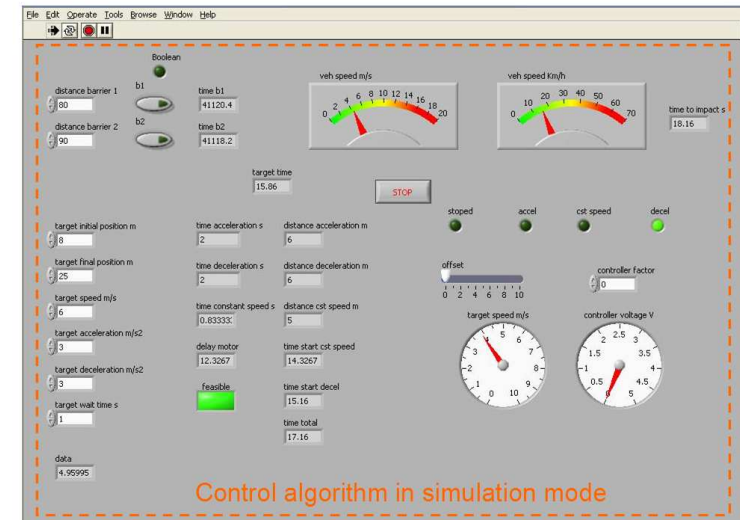 File Edit Operate Tools Browse Window Help
Boolean
distance barrier 1
80
b1
time b1
41120.4
distance barrier 2
90
b2
time b2
41118.2
veh speed m/s
0 2 4 6 8 10 12 14 16 18 20
veh speed Km/h
0 10 20 30 40 50 60 70
time to impact s
18.16
target time
15.86
STOP
stoped accel cst speed decel
target initial position m
8
target final position m
25
target speed m/s
6
target acceleration m/s2
3
target deceleration m/s2
3
target wait time s
1
data
4.95995
time acceleration s
2
time deceleration s
2
time constant speed s
0.83333
delay motor
12.3267
feasible
distance acceleration m
6
distance deceleration m
6
distance cst speed m
5
time start cst speed
14.3267
time start decel
15.16
time total
17.16
offset
0 2 4 6 8 10
controller factor
0
target speed m/s
0 1 2 3 4 5 6 7 8 9 10
controller voltage V
0 0.5 1 1.5 2 2.5 3 3.5 4 5
Control algorithm in simulation mode